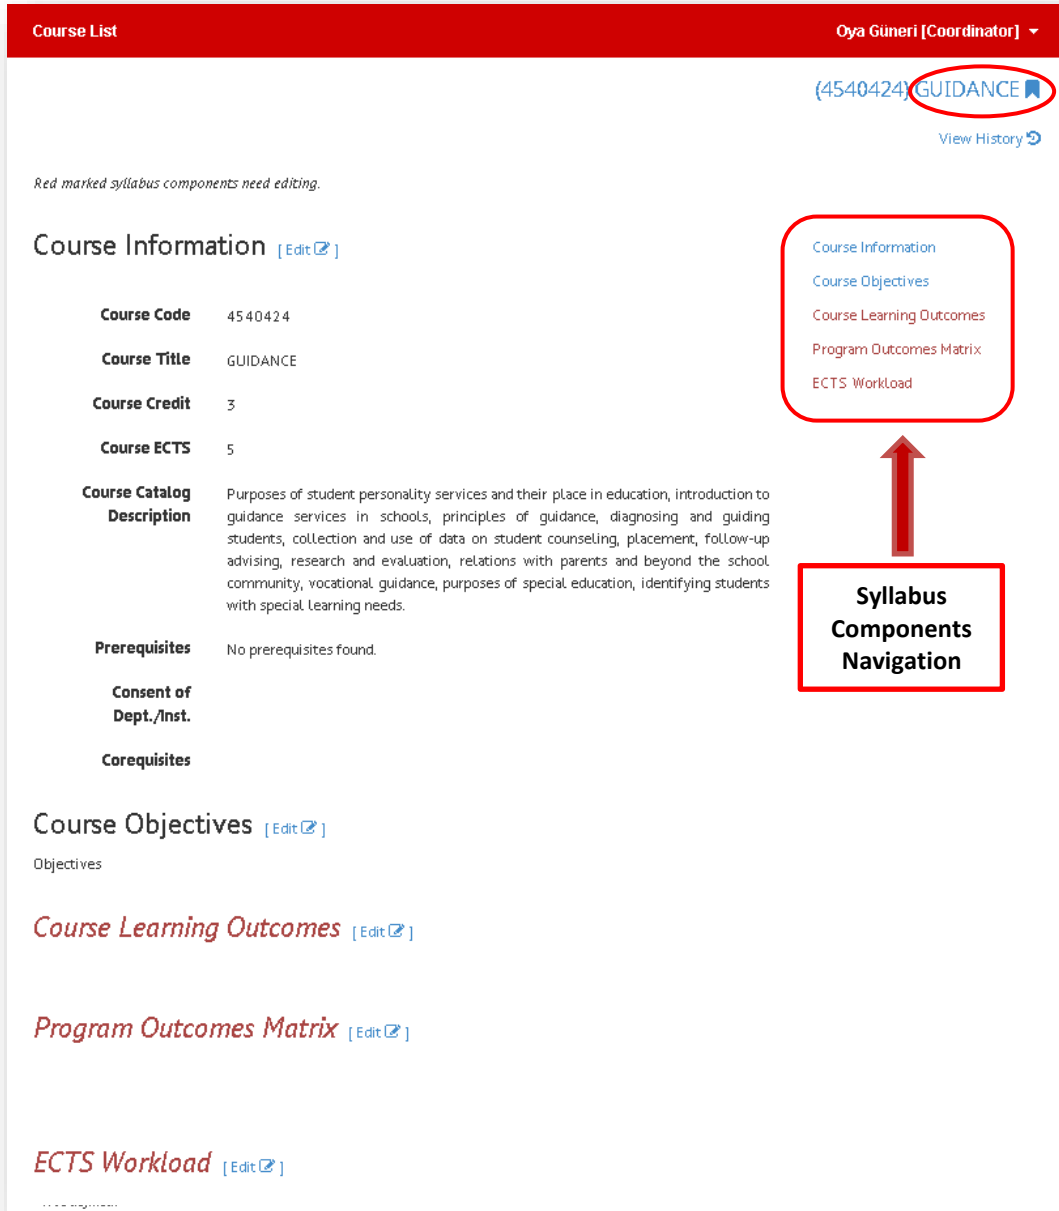 Course List
Oya Güneri [Coordinator]
(4540424) GUIDANCE
View History
Red marked syllabus components need editing.
Course Information [ Edit ]
Course Code 4540424
Course Title GUIDANCE
Course Credit 3
Course ECTS 5
Course Catalog Description
Purposes of student personality services and their place in education, introduction to
guidance services in schools, principles of guidance, diagnosing and guiding
students, collection and use of data on student counseling, placement, follow-up
advising, research and evaluation, relations with parents and beyond the school
community, vocational guidance, purposes of special education, identifying students
with special learning needs.
Prerequisites No prerequisites found.
Consent of
Dept./Inst.
Corequisites
Course Information
Course Objectives
Course Learning Outcomes
Program Outcomes Matrix
ECTS Workload
Syllabus
Components
Navigation
Course Objectives [ Edit ]
Objectives
Course Learning Outcomes [ Edit ]
Program Outcomes Matrix [ Edit ]
ECTS Workload [ Edit ]